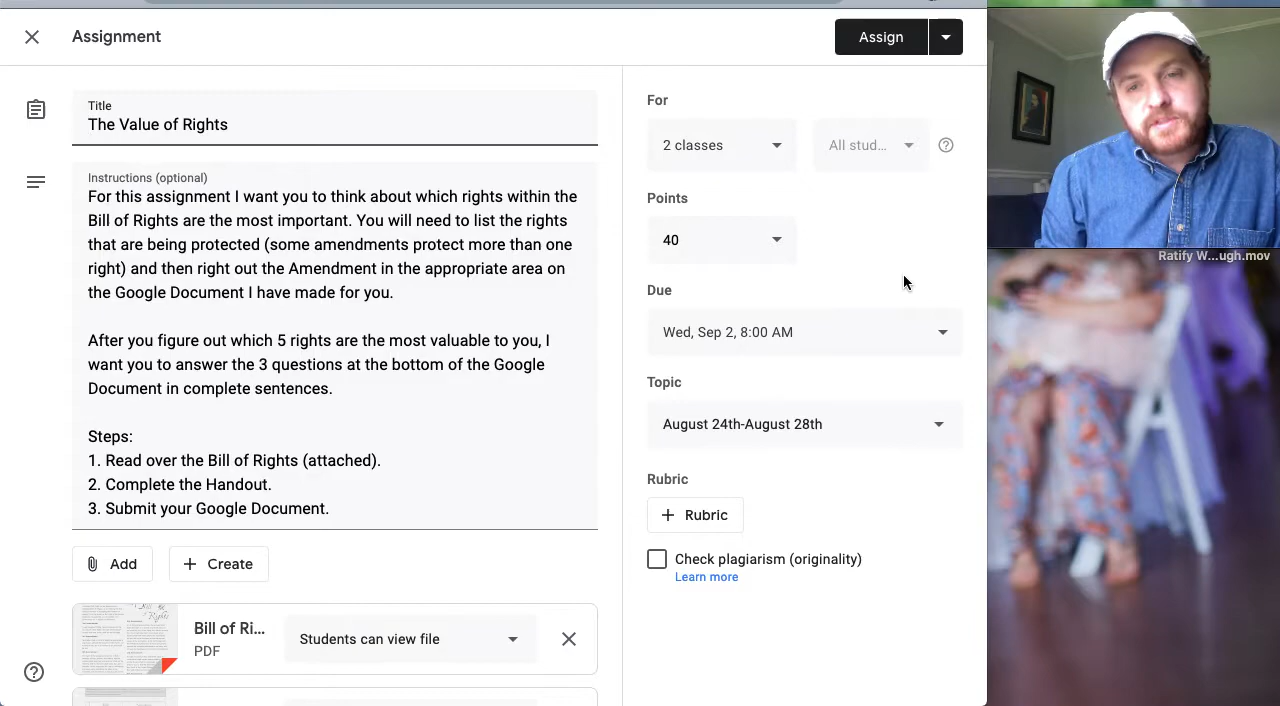 Assignment
Assign
Title
The Value of Rights
Instructions (optional)
For this assignment I want you to think about which rights within the
Bill of Rights are the most important. You will need to list the rights
that are being protected (some amendments protect more than one
right) and then right out the Amendment in the appropriate area on
the Google Document I have made for you.
After you figure out which 5 rights are the most valuable to you, I
want you to answer the 3 questions at the bottom of the Google
Document in complete sentences.
Steps:
1. Read over the Bill of Rights (attached).
2. Complete the Handout.
3. Submit your Google Document.
Add
Create
Bill of Ri...
PDF
Students can view file
For
2 classes
All stud...
Points
40
Due
Wed, Sep 2, 8:00 AM
Topic
August 24th-August 28th
Rubric
Rubric
Check plagiarism (originality)
Learn more
Ratify W...ugh.mov